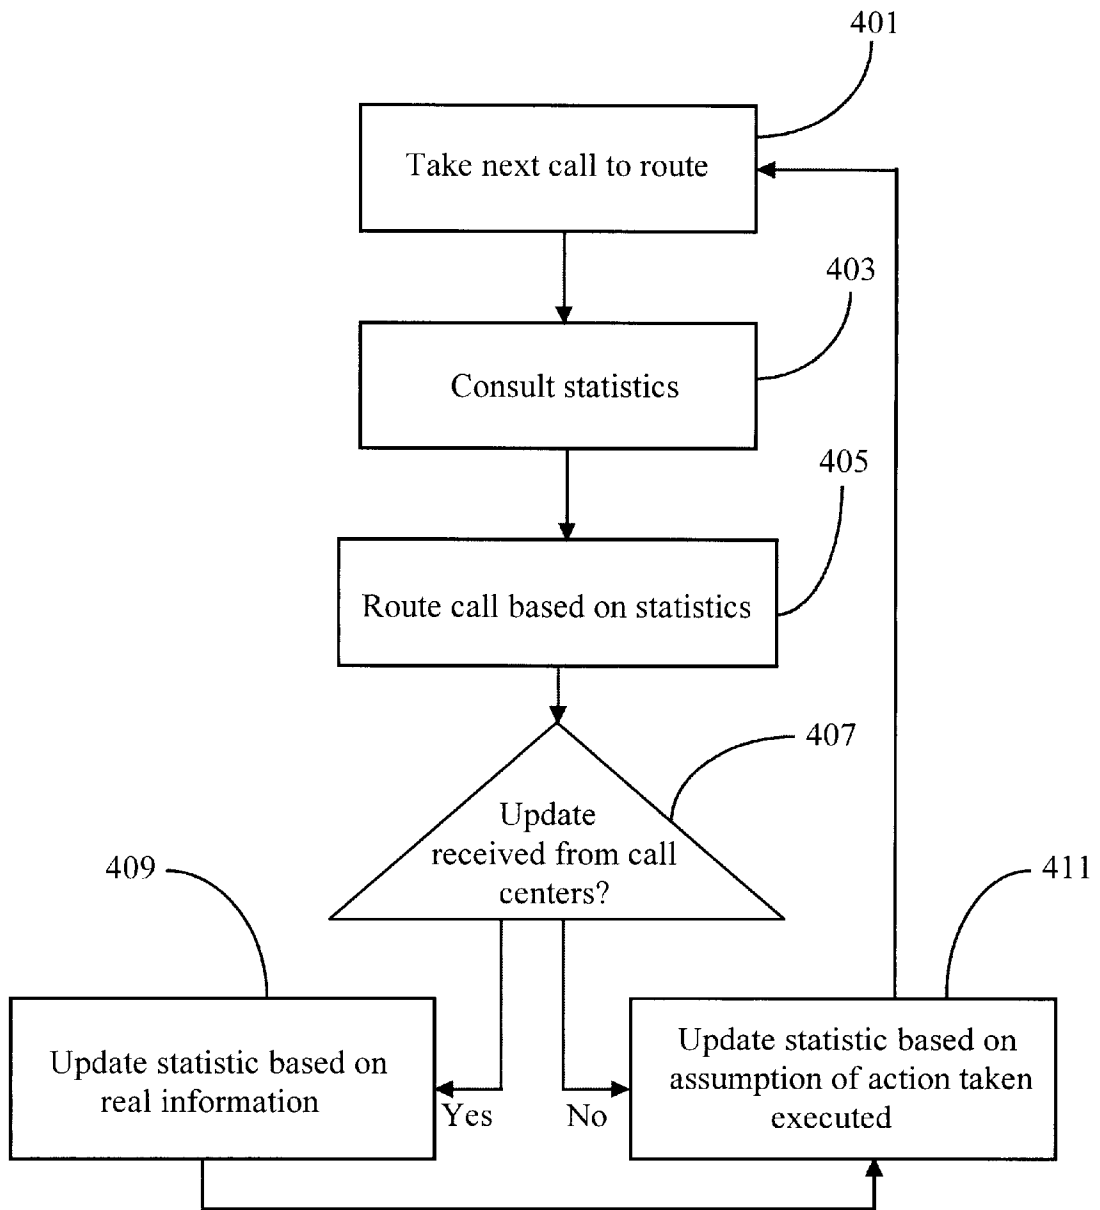 401
Take next call to route
403
Consult statistics
405
Route call based on statistics
407
Update
received from call
centers?
409
411
Update statistic based on
real information
Yes
No
Update statistic based on
assumption of action taken
executed